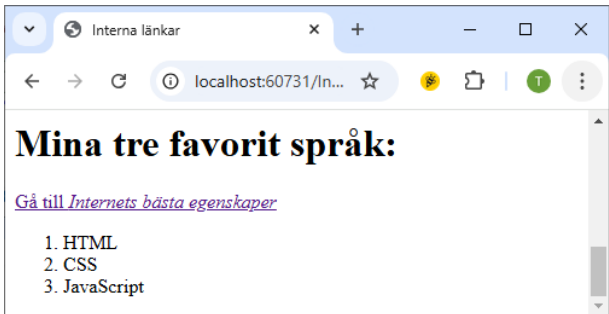 Interna länkar
localhost:60731/In...
T
Mina tre favorit språk:
Gå till Internets bästa egenskaper
1. HTML
2. CSS
3. JavaScript